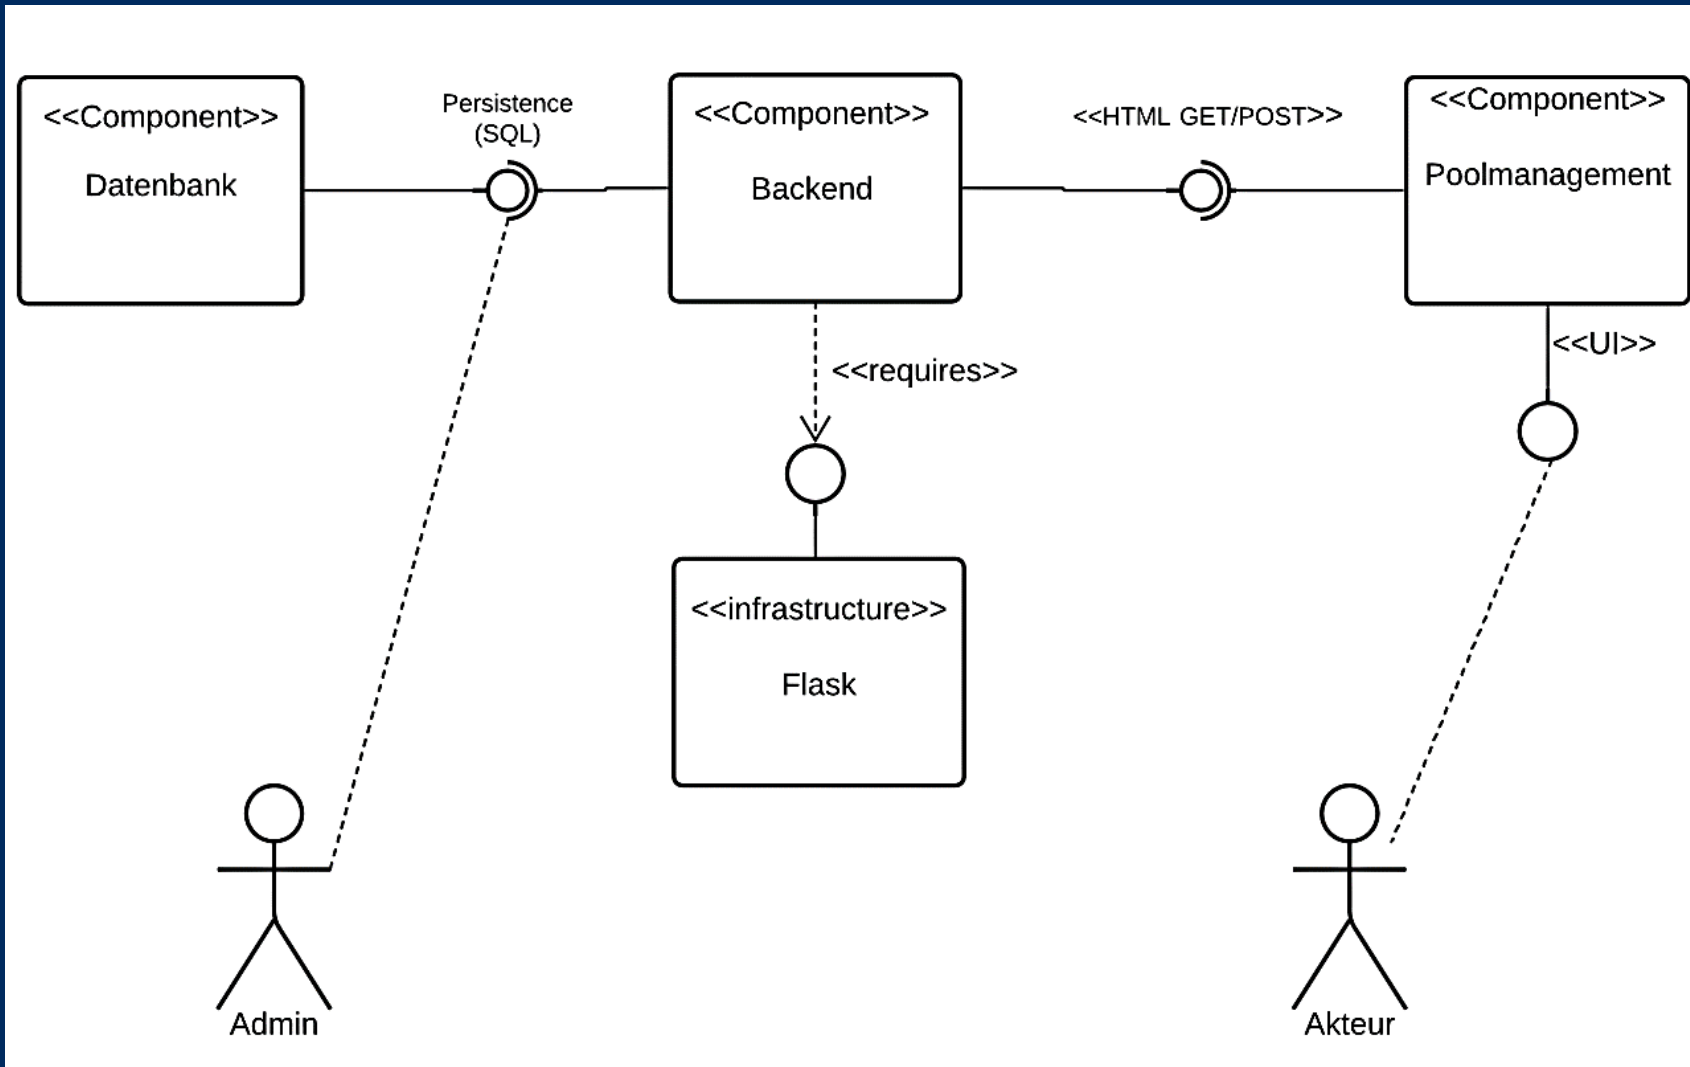 <<Component>>
Datenbank
Persistence
(SQL)
<<Component>>
Backend
<<HTML GET/POST>>
<<Component>>
Poolmanagement
<<UI>>
<<requires>>
<<infrastructure>>
Flask
Admin
Akteur